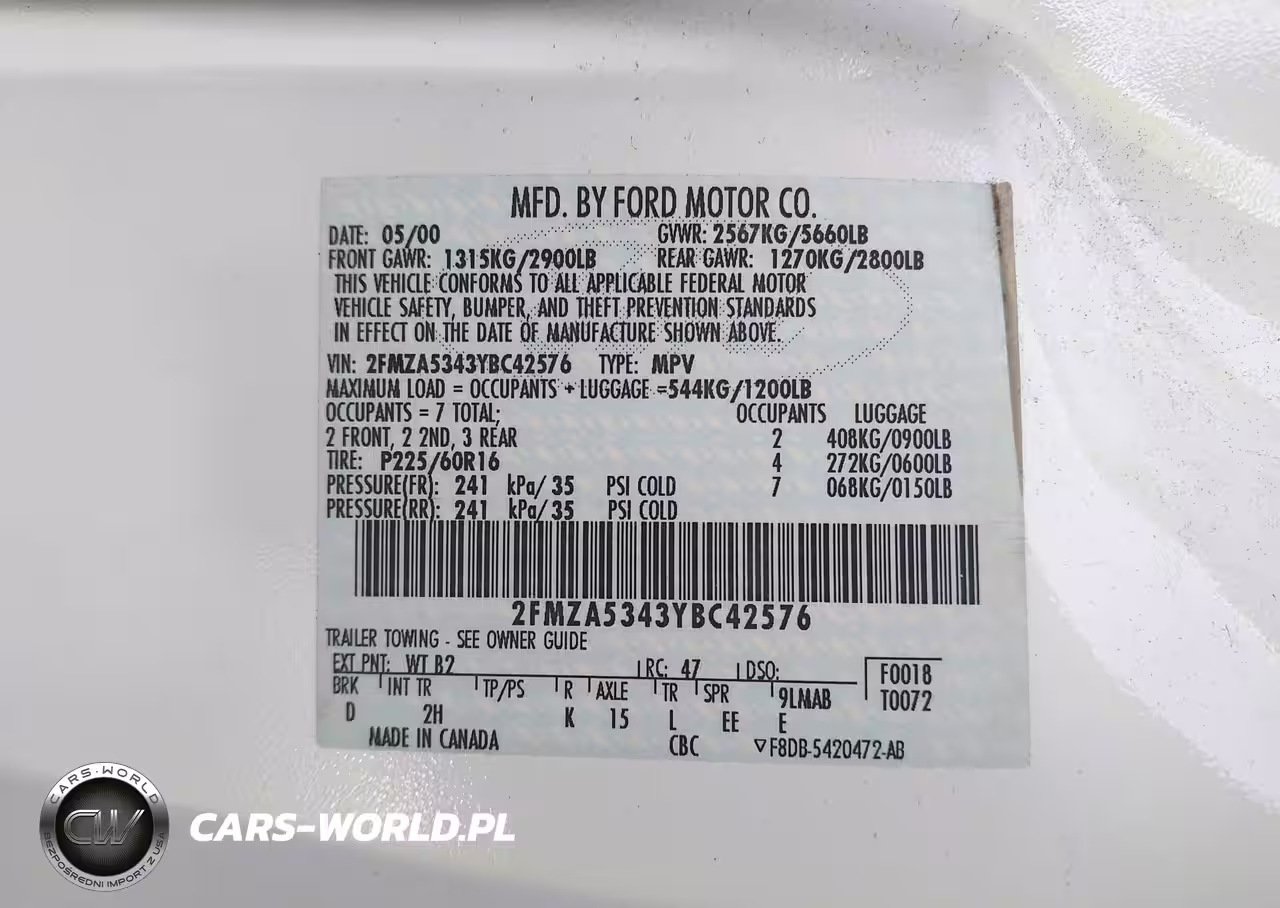 MFD. BY FORD MOTOR CO.
DATE: 05/00 GVWR: 2567KG/5660LB
FRONT GAWR: 1315KG/2900LB REAR GAWR: 1270KG/2800LB
THIS VEHICLE CONFORMS TO ALL APPLICABLE FEDERAL MOTOR
VEHICLE SAFETY, BUMPER, AND THEFT PREVENTION STANDARDS
IN EFFECT ON THE DATE OF MANUFACTURE SHOWN ABOVE.
VIN: 2FMZA5343YBC42576 TYPE: MPV
MAXIMUM LOAD = OCCUPANTS + LUGGAGE =544KG/1200LB
OCCUPANTS = 7 TOTAL; OCCUPANTS LUGGAGE
2 FRONT, 2 2ND, 3 REAR 2 408KG/0900LB
TIRE: P225/60R16 4 272KG/0600LB
PRESSURE(FR): 241 kPa/ 35 PSI COLD 7 068KG/0150LB
PRESSURE(RR): 241 kPa/ 35 PSI COLD
2FMZA5343YBC42576
TRAILER TOWING - SEE OWNER GUIDE
EXT PNT: WT B2 RC: 47 DSO: F0018
BRK INT TR TP/PS R AXLE TR SPR 9LMAB T0072
D 2H K 15 L EE E
MADE IN CANADA CBC ▽F8DB-5420472-AB
CARS-WORLD
CW
BEZPOŚREDNI IMPORT Z USA
CARS-WORLD.PL